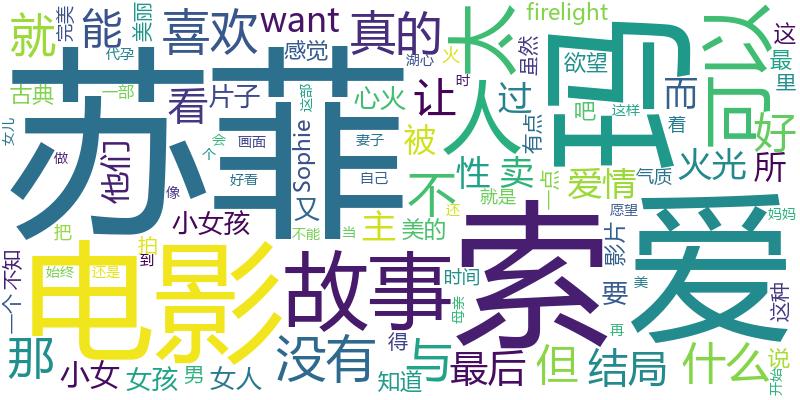 就 完美 美丽 能 代孕 喜欢 want 真的 感觉 湖心 火 太 firelight 虽然 欲望 玛 可以 这 最 里
古典 一部 看 片子 心火 这部 让 时 人 过 有点 吧 这样 着 而 好
女儿 苏菲 他们 会 个 画面 妻子 被 不 性 卖 一点 爱情 气质 火光 所
做 像 好看 自己 Sophie 又 就是 愿望 妈妈
把 小女孩 拍 到 不能 当 主 美的 还 索 影片 要 美 爱 这种
一个 不知 始终 还是 电影 故事 时间 母亲 再
那 小女 女孩 男 女人 没有 知道 得 与 最后 但 结局 什么 说 开始